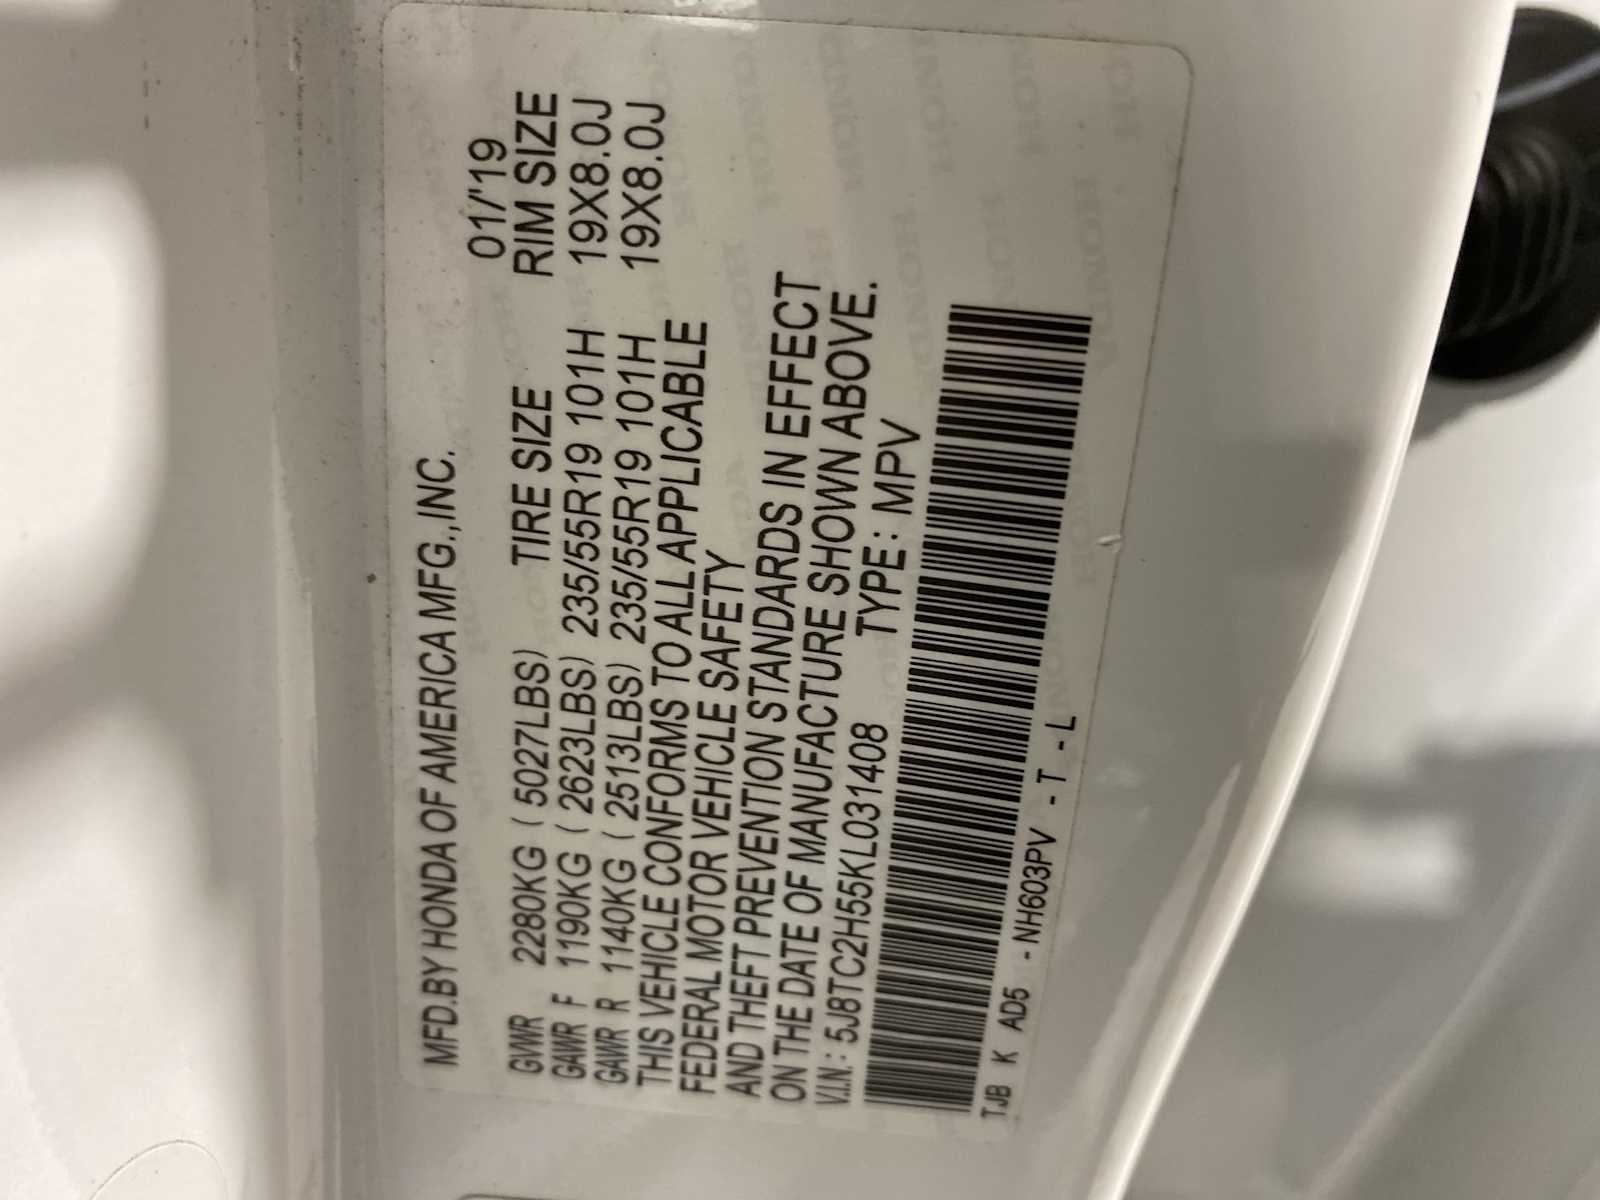 MFD.BY HONDA OF AMERICA MFG.,INC.
01/'19
GVWR 2280KG ( 5027LBS) TIRE SIZE RIM SIZE
GAWR F 1190KG ( 2623LBS) 235/55R19 101H 19X8.0J
GAWR R 1140KG ( 2513LBS) 235/55R19 101H 19X8.0J
THIS VEHICLE CONFORMS TO ALL APPLICABLE
FEDERAL MOTOR VEHICLE SAFETY
AND THEFT PREVENTION STANDARDS IN EFFECT
ON THE DATE OF MANUFACTURE SHOWN ABOVE.
V.I.N.: 5J8TC2H55KL031408 TYPE: MPV
TJB K AD5 - NH603PV - T - L